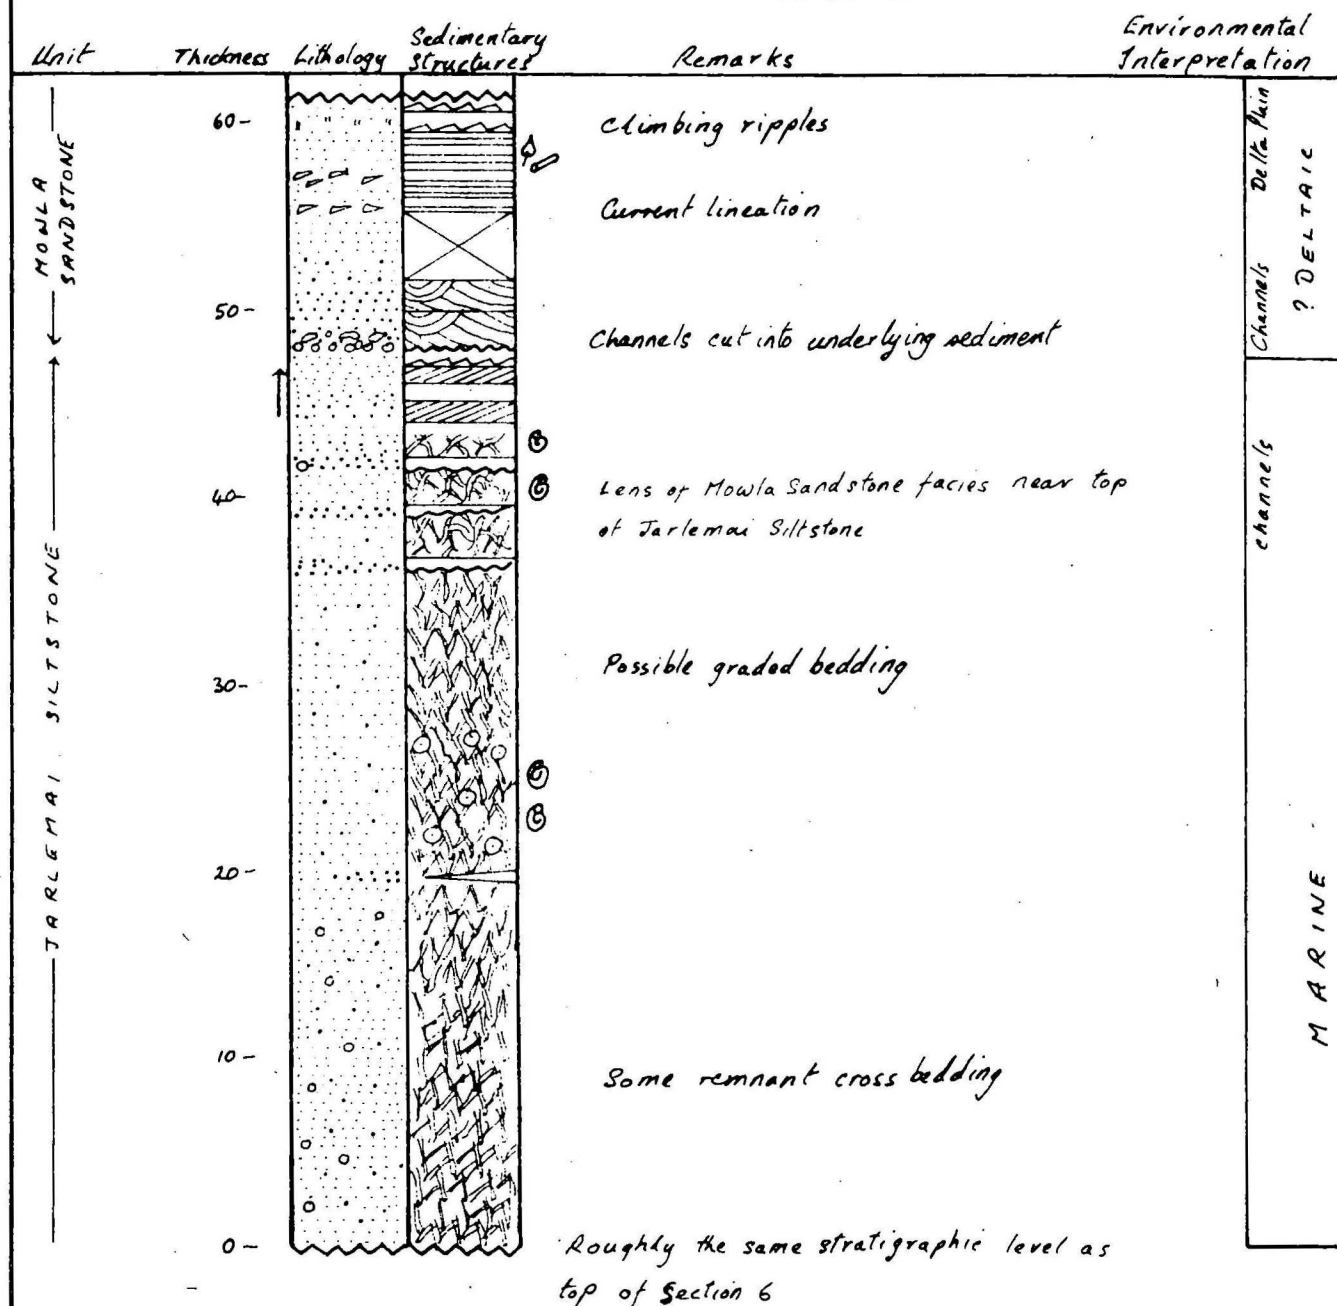 Unit Thickness Lithology Sedimentary Structures Remarks Environmental Interpretation
60-
Climbing ripples
Delta Plain
MOWLA SANDSTONE
Current lineation
? DELTAIC
50-
Channels
Channels cut into underlying sediment
channels
40-
Lens of Mowla Sandstone facies near top
of Jarlemai Siltstone
JARLEMAI SILTSTONE
30-
Possible graded bedding
20-
MARINE
10-
Some remnant cross bedding
0-
Roughly the same stratigraphic level as
top of Section 6